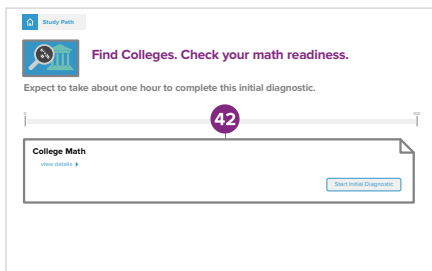 Study Path
Find Colleges. Check your math readiness.
Expect to take about one hour to complete this initial diagnostic.
42
College Math
view details
Start Initial Diagnostic